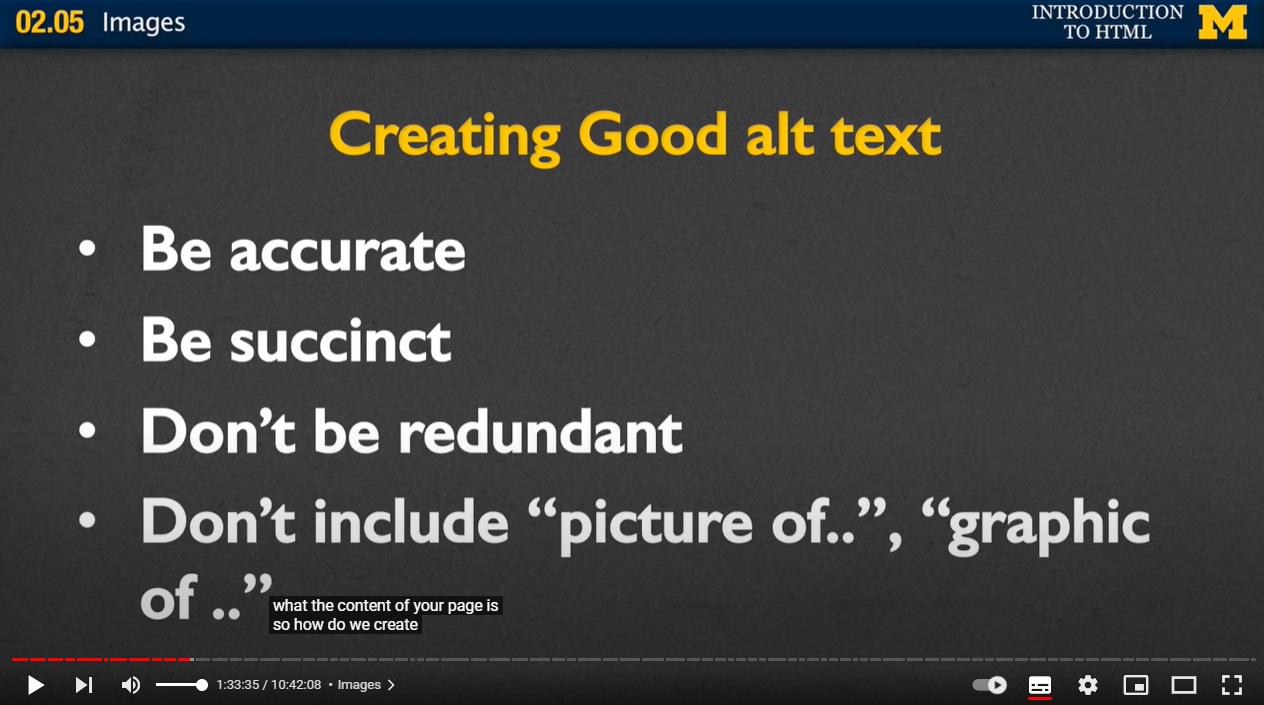 02.05 Images
INTRODUCTION
TO HTML
M
Creating Good alt text
• Be accurate
• Be succinct
• Don’t be redundant
• Don’t include “picture of..”, “graphic
of ..”
what the content of your page is
so how do we create
1:33:35 / 10:42:08 • Images >